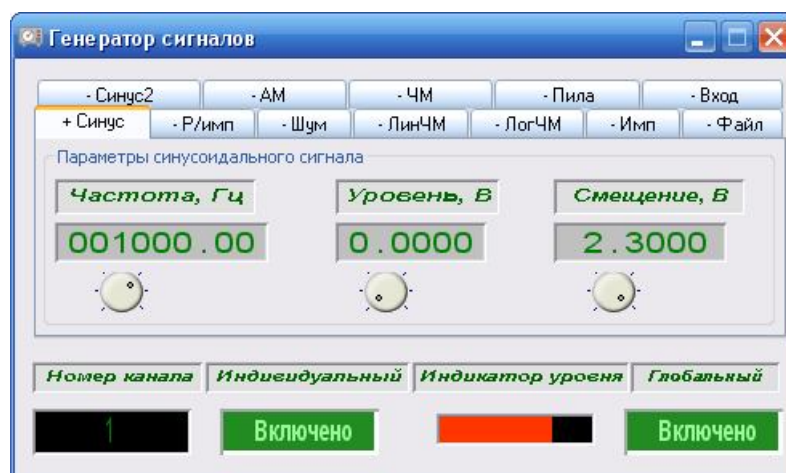 Генератор сигналов
- Синус2 - АМ - ЧМ - Пила - Вход
+ Синус - Р/имп - Шум - ЛинЧМ - ЛогЧМ - Имп - Файл
Параметры синусоидального сигнала
Частота, Гц Уровень, В Смещение, В
001000.00 0.0000 2.3000
Номер канала Индивидуальный Индикатор уровня Глобальный
1 Включено Включено